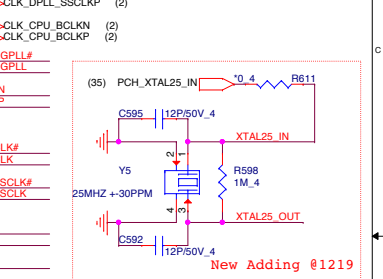 CLK_DPLL_SSCLKP (2)
CLK_CPU_BCLKN (2)
CLK_CPU_BCLKP (2)
GPLL#
GPLL
C
(35) PCH_XTAL25_IN *0_4 R611
N
P
C595 12P/50V_4
XTAL25_IN
LK#
LK
2 1
Y5 R598
SCLK# 25MHZ +-30PPM 1M_4
SCLK
4 3
XTAL25_OUT
C592 12P/50V_4
New Adding @1219